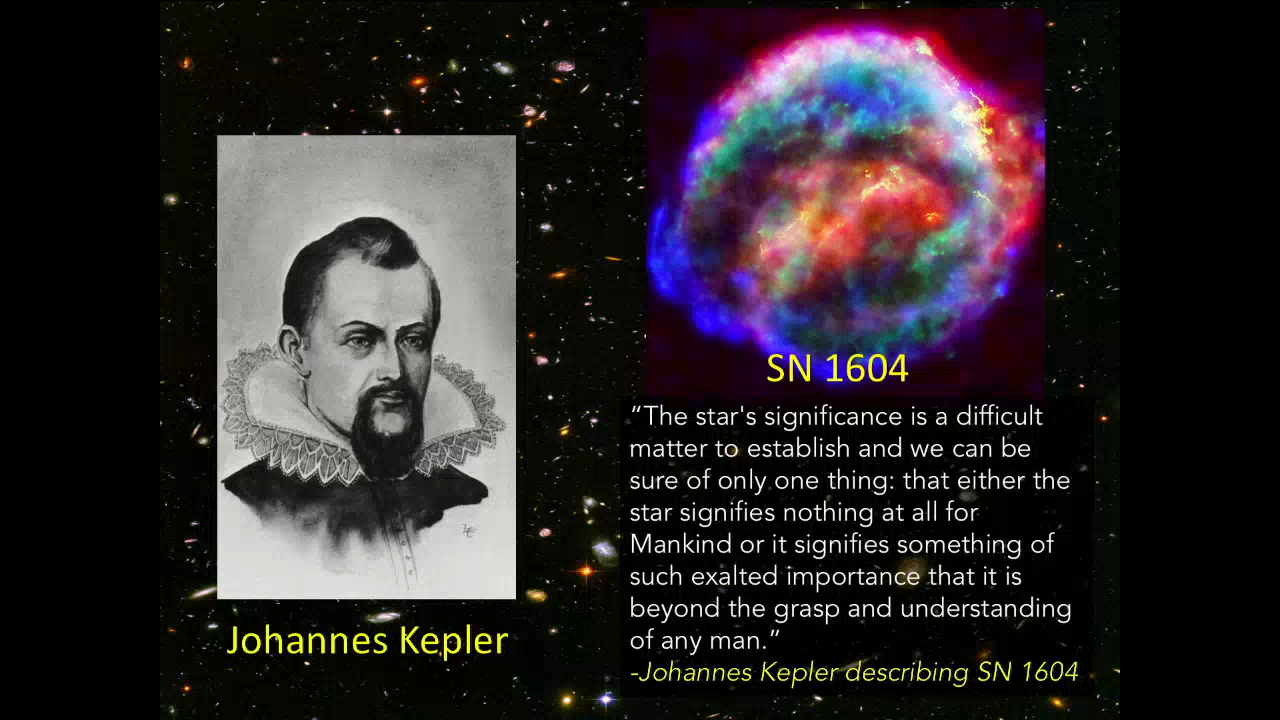 SN 1604
“The star's significance is a difficult
matter to establish and we can be
sure of only one thing: that either the
star signifies nothing at all for
Mankind or it signifies something of
such exalted importance that it is
beyond the grasp and understanding
of any man.”
-Johannes Kepler describing SN 1604
Johannes Kepler